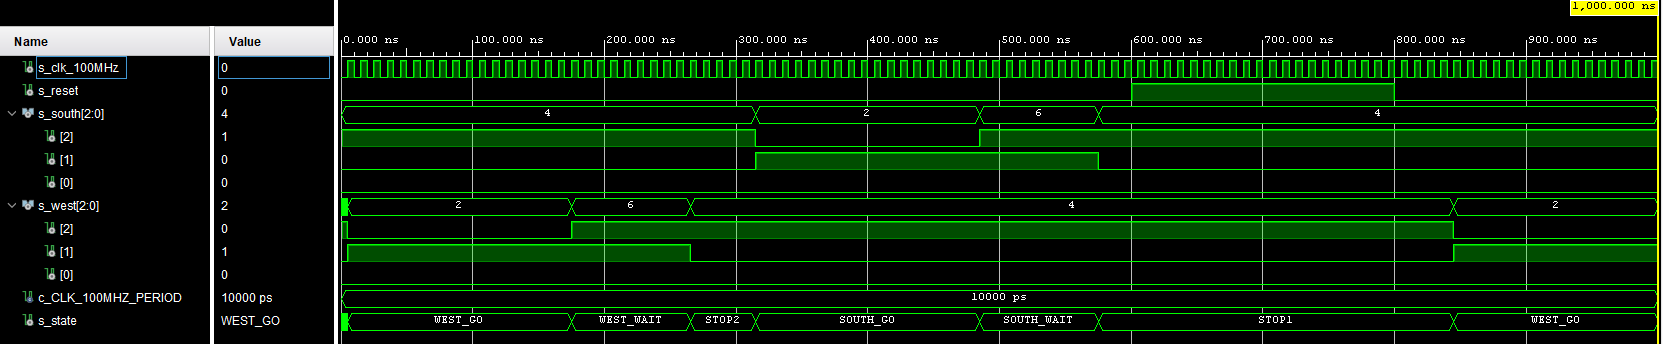 1,000.000 ns
Name Value
0.000 ns 100.000 ns 200.000 ns 300.000 ns 400.000 ns 500.000 ns 600.000 ns 700.000 ns 800.000 ns 900.000 ns
s_clk_100MHz 0
s_reset 0
s_south[2:0] 4 4 2 6 4
[2] 1
[1] 0
[0] 0
s_west[2:0] 2 2 6 4 2
[2] 0
[1] 1
[0] 0
c_CLK_100MHZ_PERIOD 10000 ps 10000 ps
s_state WEST_GO WEST_GO WEST_WAIT STOP2 SOUTH_GO SOUTH_WAIT STOP1 WEST_GO